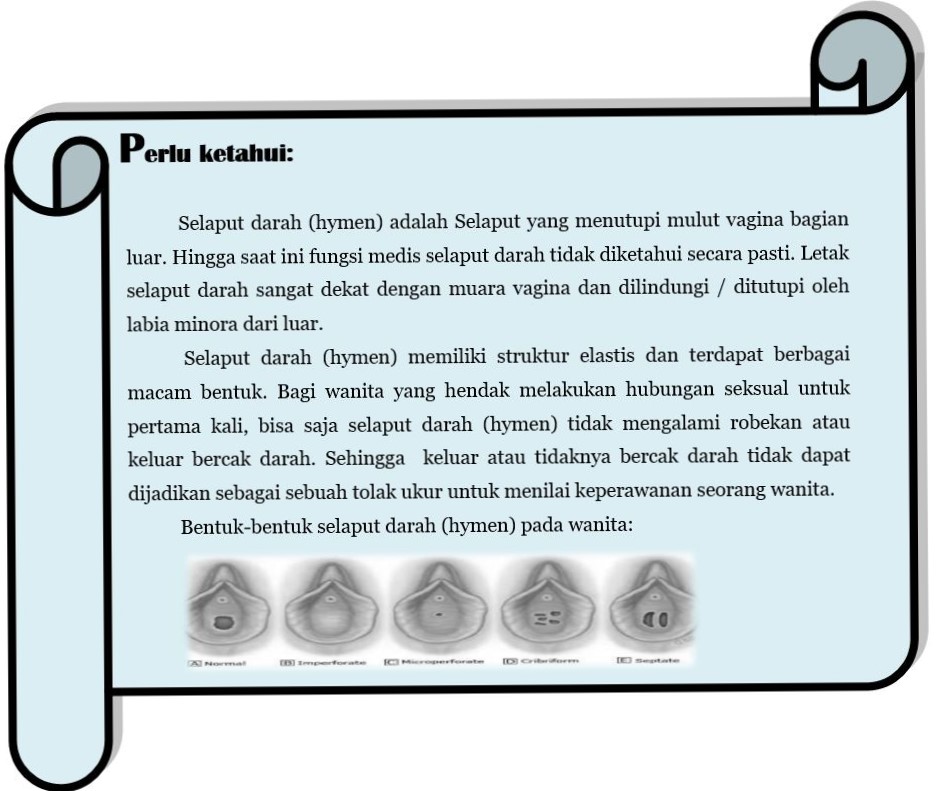 Perlu ketahui:
Selaput darah (hymen) adalah Selaput yang menutupi mulut vagina bagian
luar. Hingga saat ini fungsi medis selaput darah tidak diketahui secara pasti. Letak
selaput darah sangat dekat dengan muara vagina dan dilindungi / ditutupi oleh
labia minora dari luar.
Selaput darah (hymen) memiliki struktur elastis dan terdapat berbagai
macam bentuk. Bagi wanita yang hendak melakukan hubungan seksual untuk
pertama kali, bisa saja selaput darah (hymen) tidak mengalami robekan atau
keluar bercak darah. Sehingga keluar atau tidaknya bercak darah tidak dapat
dijadikan sebagai sebuah tolak ukur untuk menilai keperawanan seorang wanita.
Bentuk-bentuk selaput darah (hymen) pada wanita:
A Normal B Imperforate C Microperforate D Cribriform E Septate